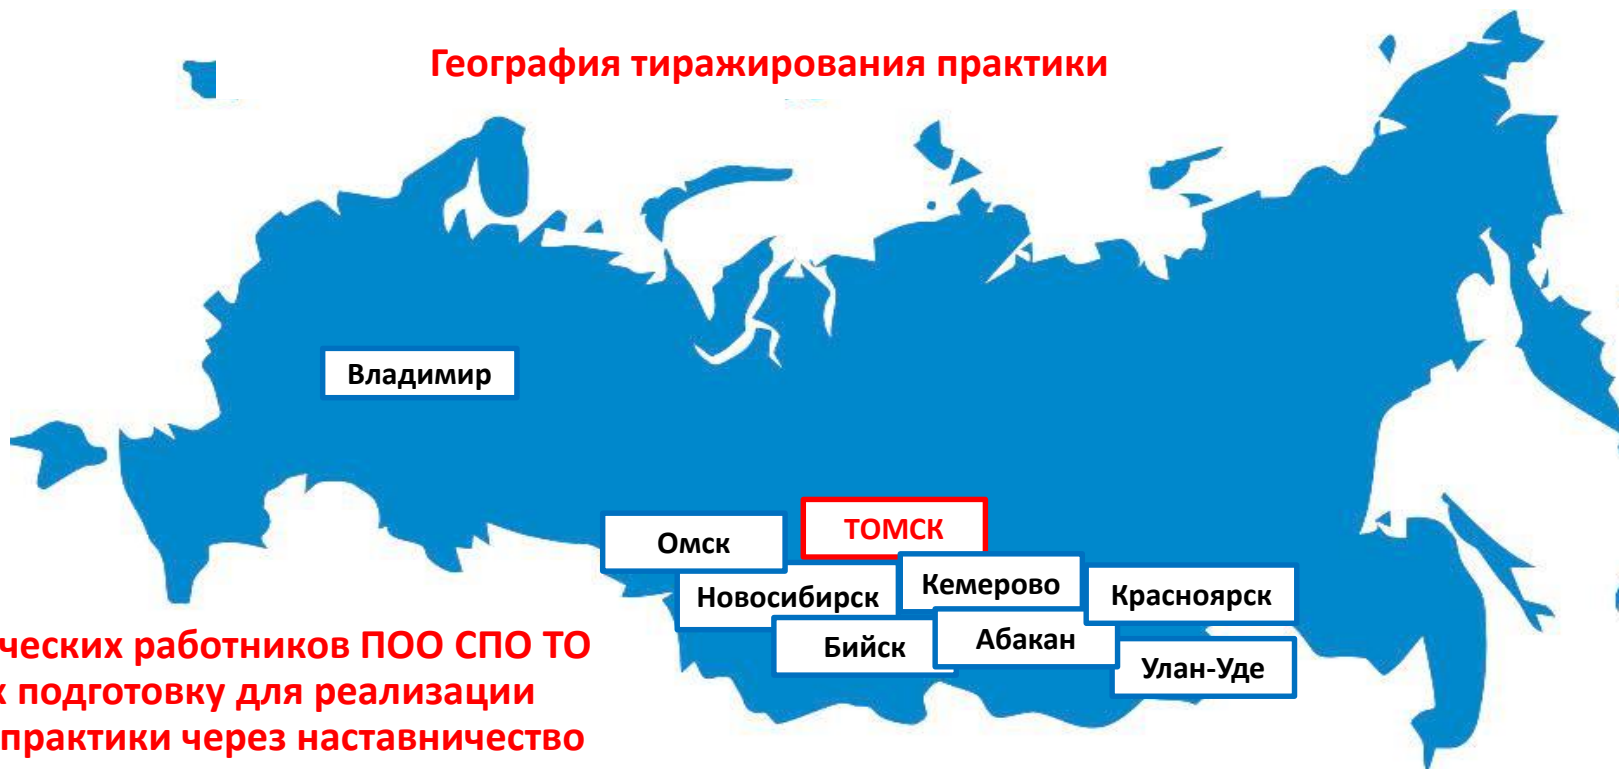 География тиражирования практики
Владимир
Омск
ТОМСК
Новосибирск
Кемерово
Красноярск
Бийск
Абакан
Улан-Уде
ческих работников ПОО СПО ТО
к подготовку для реализации
практики через наставничество